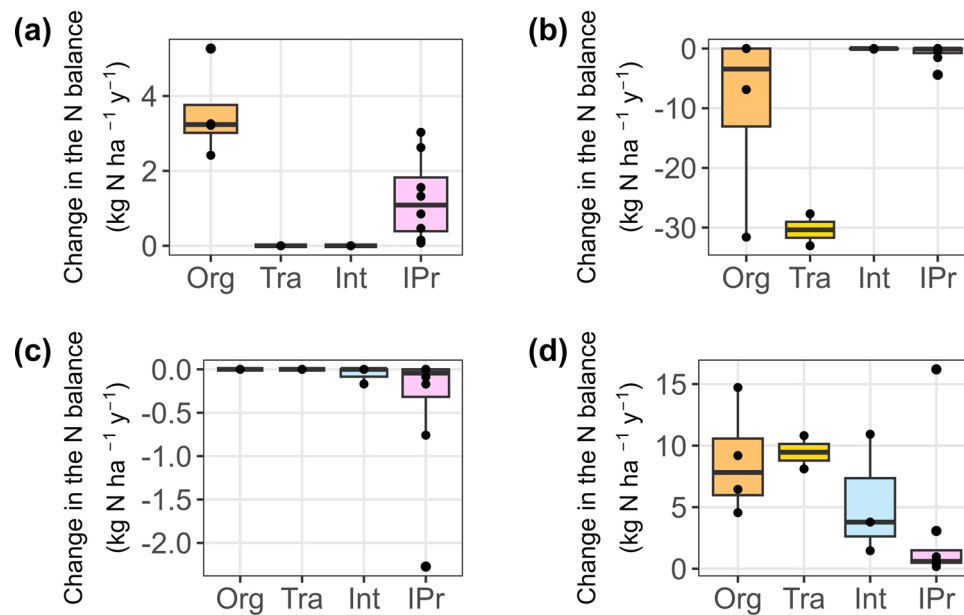 (a)
Change in the N balance
(kg N ha ⁻¹ y⁻¹)
4
2
0
Org Tra Int IPr
(b)
Change in the N balance
(kg N ha ⁻¹ y⁻¹)
0
-10
-20
-30
Org Tra Int IPr
(c)
Change in the N balance
(kg N ha ⁻¹ y⁻¹)
0.0
-0.5
-1.0
-1.5
-2.0
Org Tra Int IPr
(d)
Change in the N balance
(kg N ha ⁻¹ y⁻¹)
15
10
5
0
Org Tra Int IPr